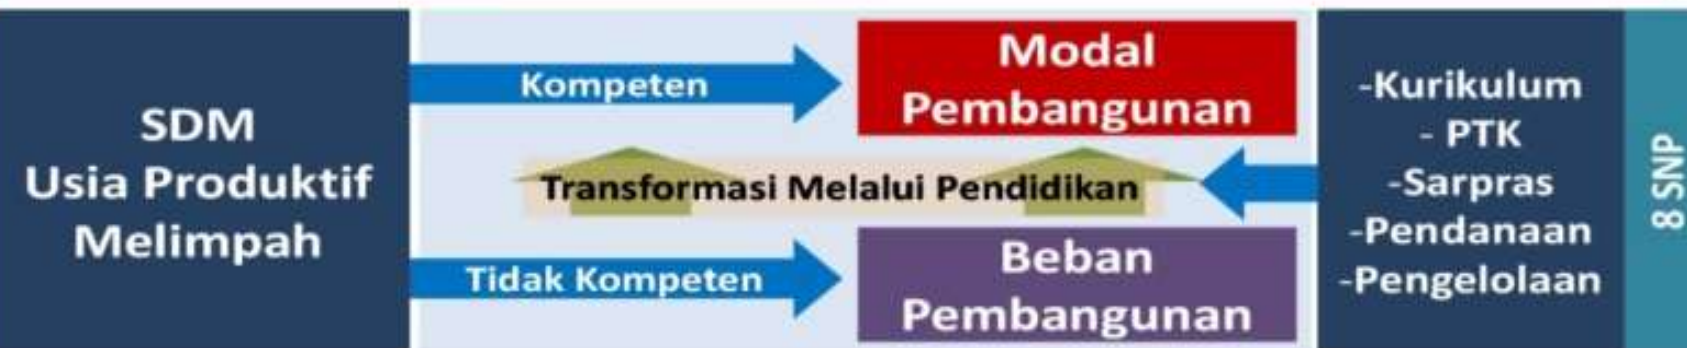 SDM
Usia Produktif
Melimpah
Kompeten
Modal
Pembangunan
Transformasi Melalui Pendidikan
Tidak Kompeten
Beban
Pembangunan
-Kurikulum
- PTK
-Sarpras
-Pendanaan
-Pengelolaan
8 SNP